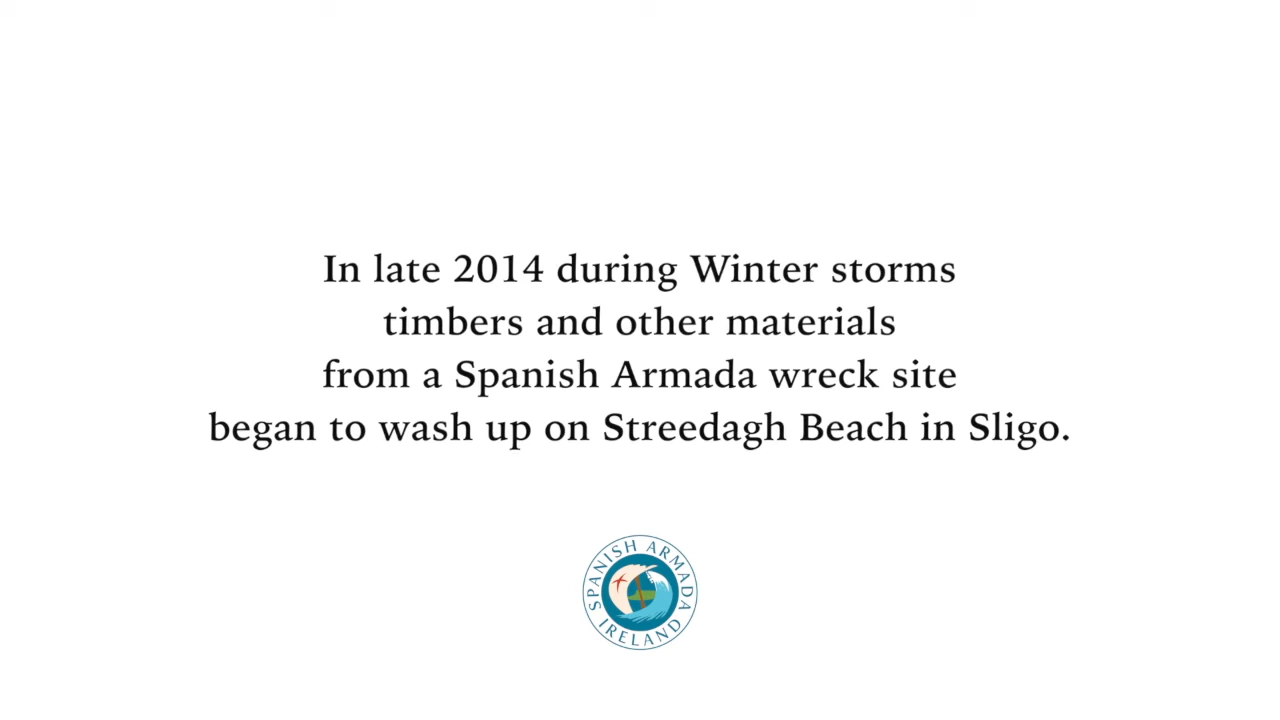 In late 2014 during Winter storms
timbers and other materials
from a Spanish Armada wreck site
began to wash up on Streedagh Beach in Sligo.
SPANISH ARMADA
IRELAND